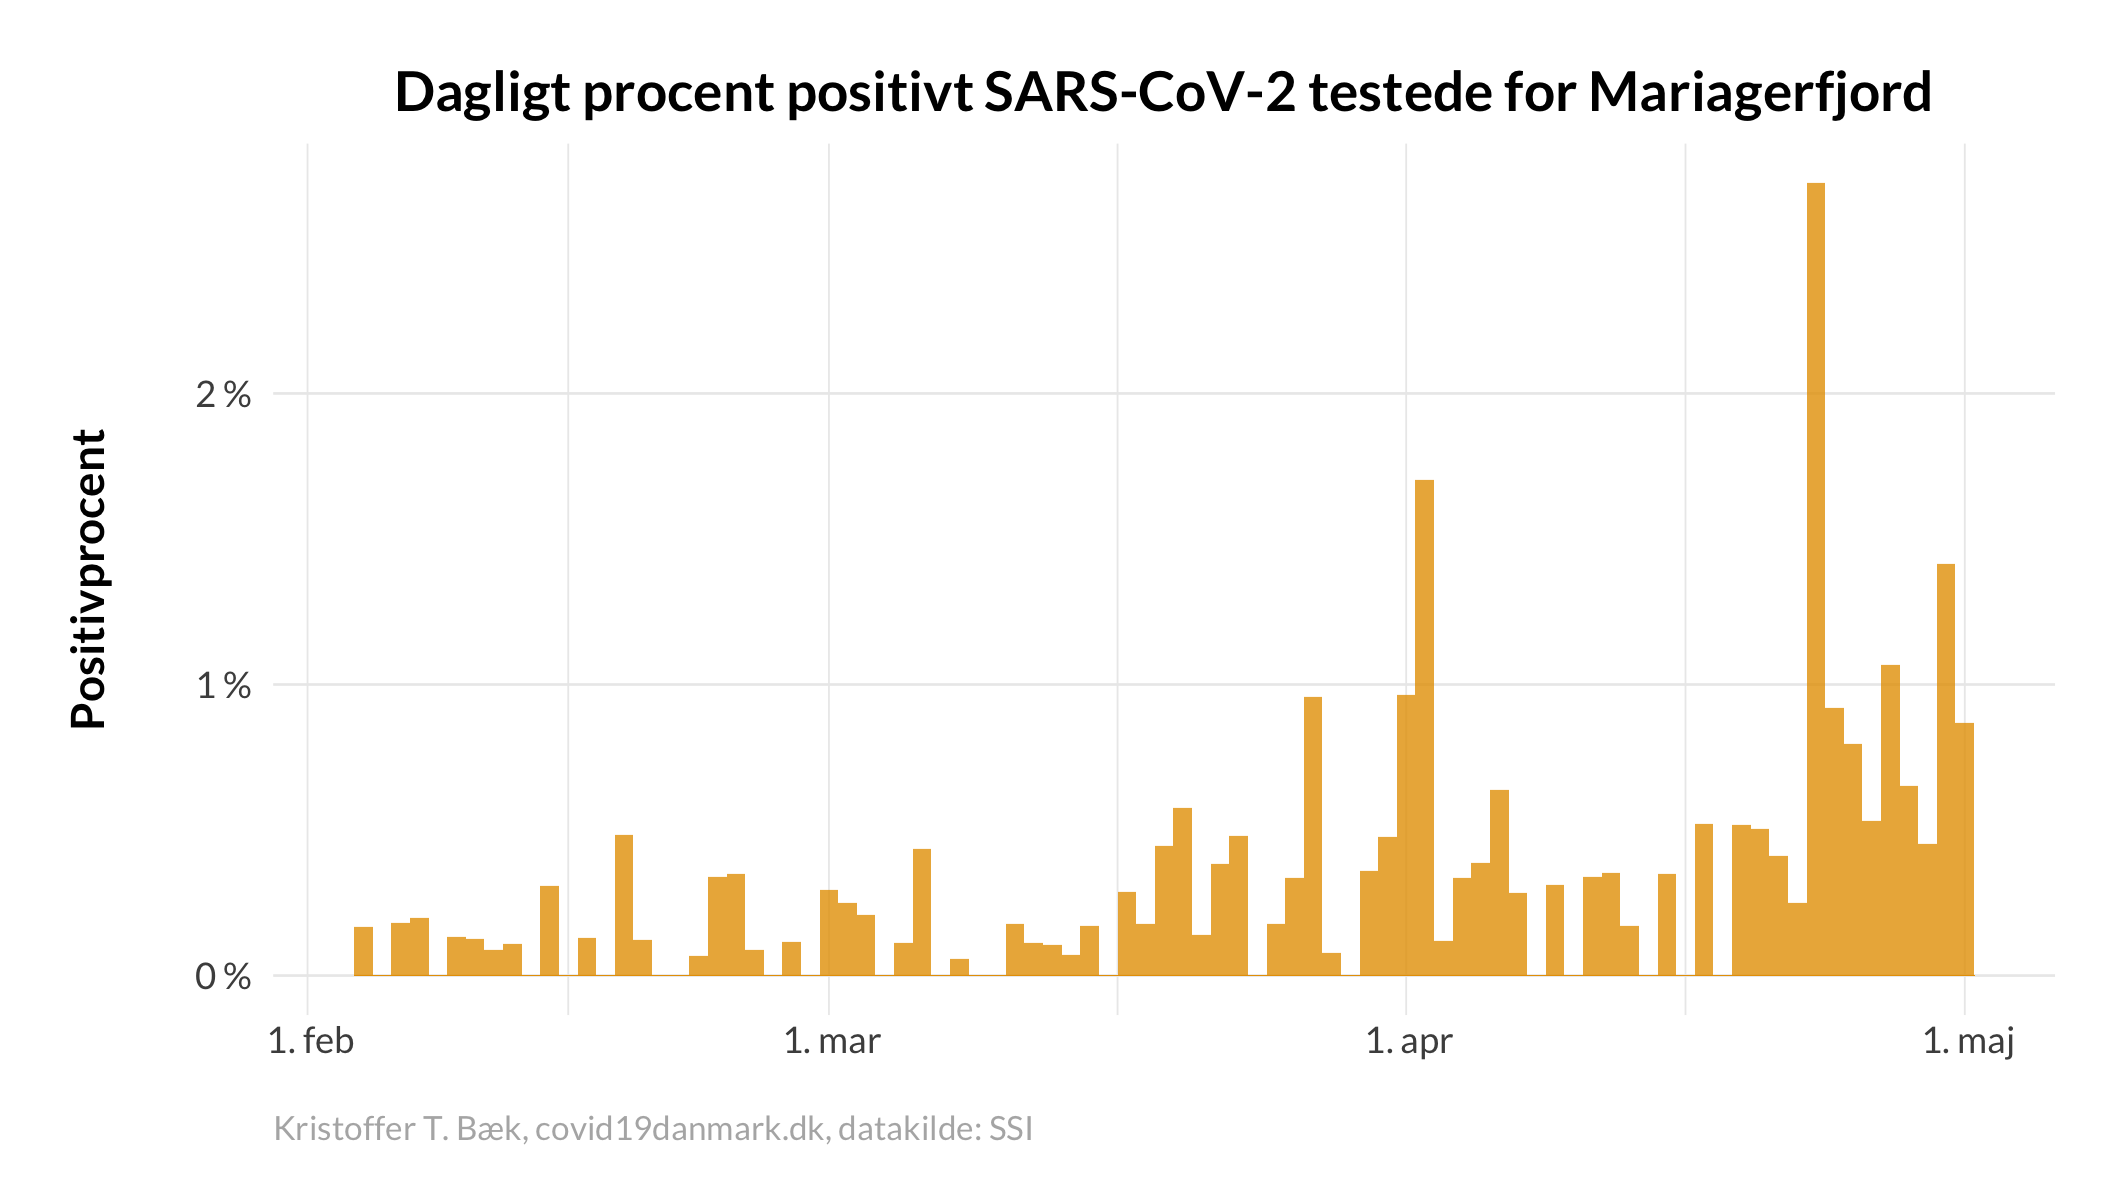 Dagligt procent positivt SARS-CoV-2 testede for Mariagerfjord
Positivprocent
2 %
1 %
0 %
1. feb
1. mar
1. apr
1. maj
Kristoffer T. Bæk, covid19danmark.dk, datakilde: SSI